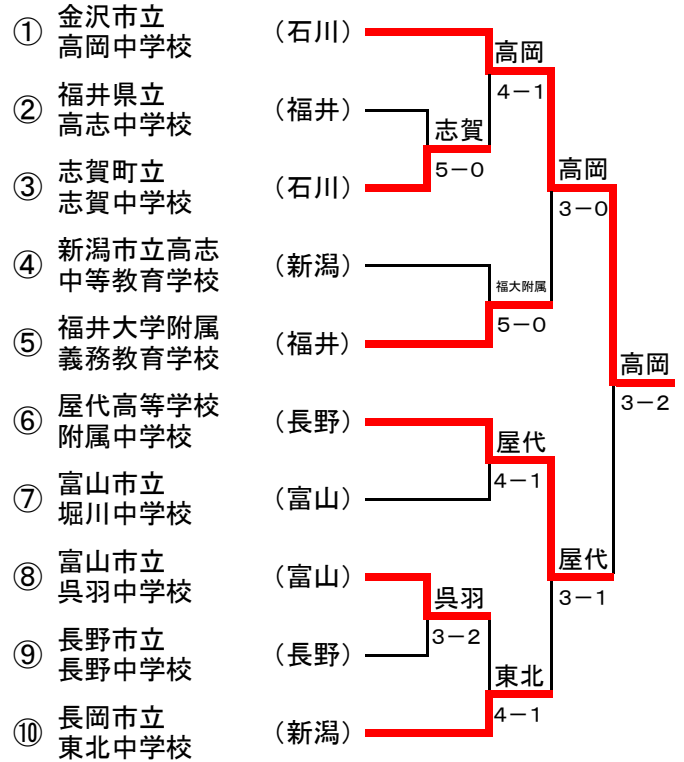 ① 金沢市立
高岡中学校
（石川）
② 福井県立
高志中学校
（福井）
③ 志賀町立
志賀中学校
（石川）
④ 新潟市立高志
中等教育学校
（新潟）
⑤ 福井大学附属
義務教育学校
（福井）
⑥ 屋代高等学校
附属中学校
（長野）
⑦ 富山市立
堀川中学校
（富山）
⑧ 富山市立
呉羽中学校
（富山）
⑨ 長野市立
長野中学校
（長野）
⑩ 長岡市立
東北中学校
（新潟）
志賀
5－0
呉羽
3－2
高岡
4－1
福大附属
5－0
屋代
4－1
東北
4－1
高岡
3－0
屋代
3－1
高岡
3－2